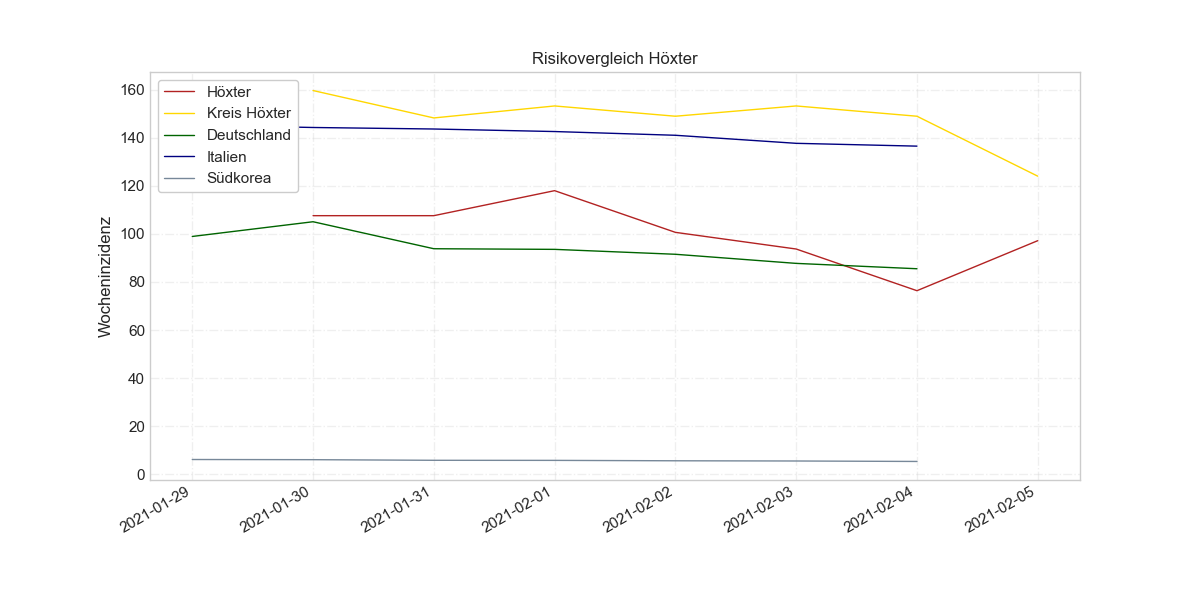 Risikovergleich Höxter
Höxter
Kreis Höxter
Deutschland
Italien
Südkorea
Wocheninzidenz
160
140
120
100
80
60
40
20
0
2021-01-29
2021-01-30
2021-01-31
2021-02-01
2021-02-02
2021-02-03
2021-02-04
2021-02-05